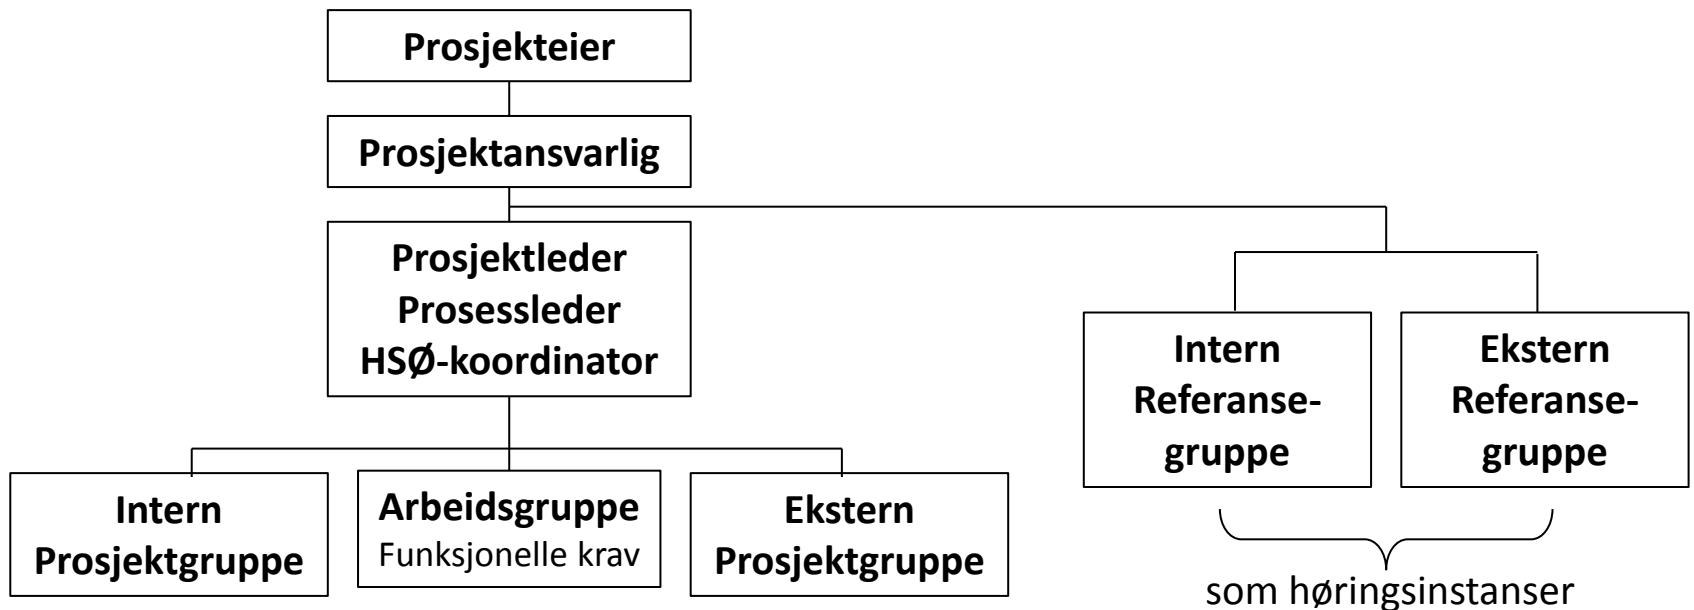 Prosjekteier
Prosjektansvarlig
Prosjektleder
Prosessleder
HSØ-koordinator
Intern
Referanse-
gruppe
Ekstern
Referanse-
gruppe
Intern
Prosjektgruppe
Arbeidsgruppe
Funksjonelle krav
Ekstern
Prosjektgruppe
som høringsinstanser